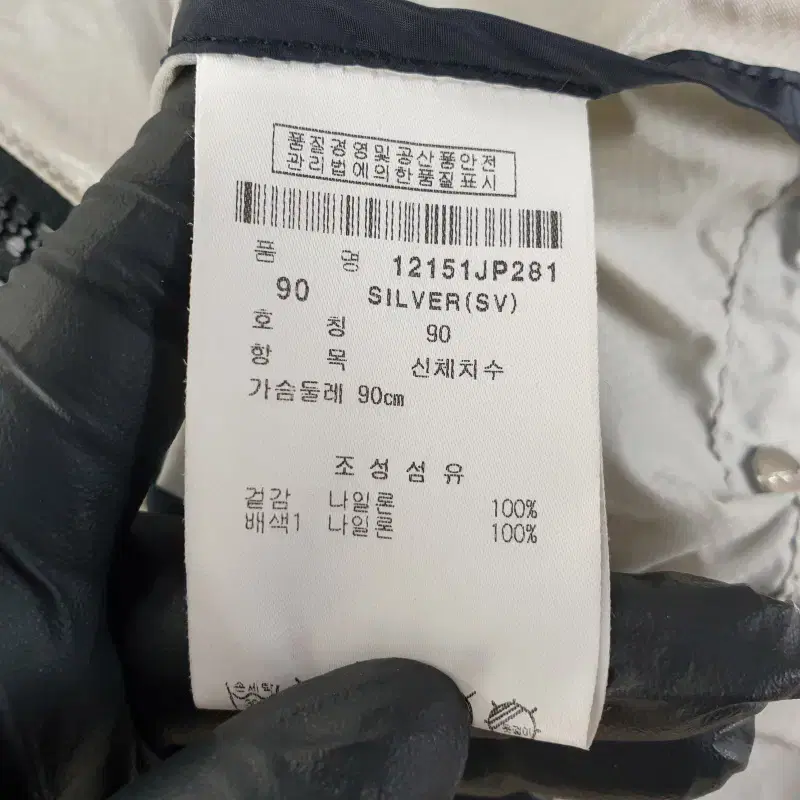 품질경영및공산품안전
관리법에의한품질표시
품 명 12151JP281
90 SILVER(SV)
호 칭 90
항 목 신체치수
가슴둘레 90cm
조성섬유
겉감 나일론 100%
배색1 나일론 100%
손세탁